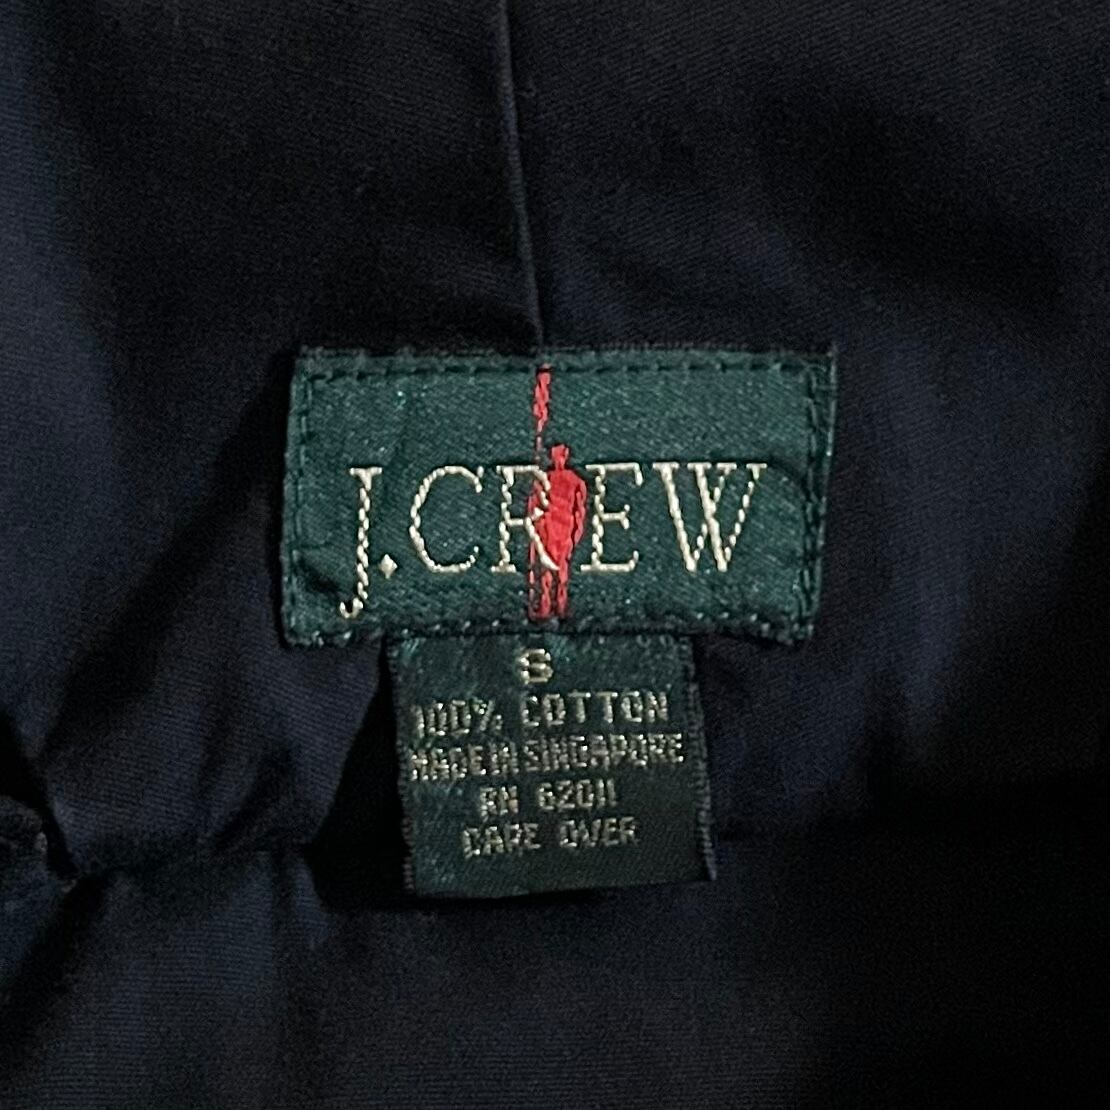 J.CREW
S
100% COTTON
MADE IN SINGAPORE
RN 62011
CARE OVER